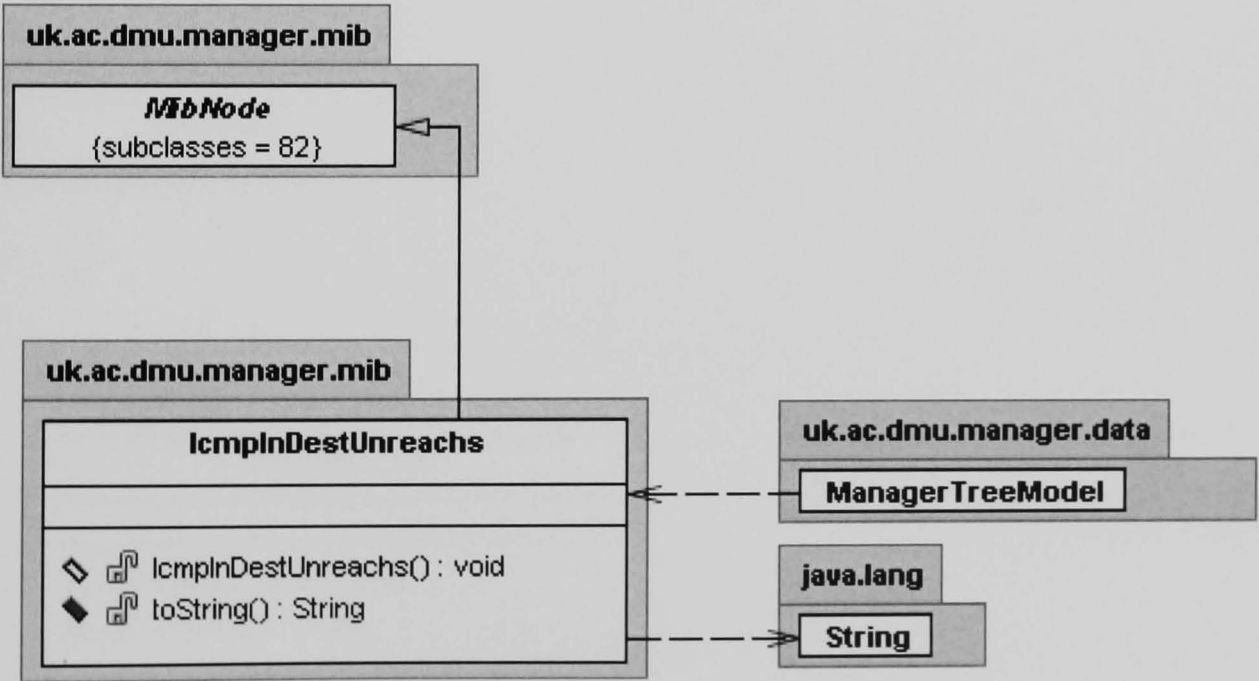 uk.ac.dmu.manager.mib
MibNode
{subclasses = 82}
uk.ac.dmu.manager.mib
IcmpInDestUnreachs
IcmpInDestUnreachs() : void
toString() : String
uk.ac.dmu.manager.data
ManagerTreeModel
java.lang
String